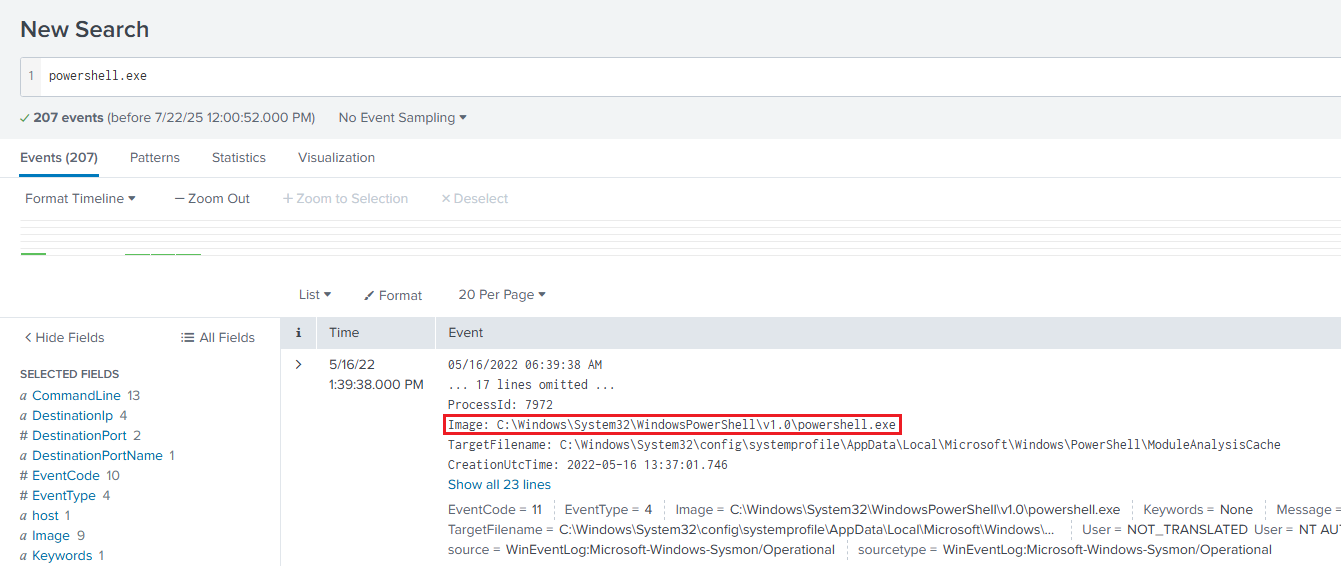 New Search
1 powershell.exe
✓ 207 events (before 7/22/25 12:00:52.000 PM) No Event Sampling ▾
Events (207) Patterns Statistics Visualization
Format Timeline ▾ — Zoom Out + Zoom to Selection × Deselect
List ▾ Format 20 Per Page ▾
< Hide Fields All Fields i Time Event
SELECTED FIELDS
a CommandLine 13
a DestinationIp 4
# DestinationPort 2
a DestinationPortName 1
# EventCode 10
# EventType 4
a host 1
a Image 9
a Keywords 1
> 5/16/22 1:39:38.000 PM
05/16/2022 06:39:38 AM
... 17 lines omitted ...
ProcessId: 7972
Image: C:\Windows\System32\WindowsPowerShell\v1.0\powershell.exe
TargetFilename: C:\Windows\System32\config\systemprofile\AppData\Local\Microsoft\Windows\PowerShell\ModuleAnalysisCache
CreationUtcTime: 2022-05-16 13:37:01.746
Show all 23 lines
EventCode = 11 EventType = 4 Image = C:\Windows\System32\WindowsPowerShell\v1.0\powershell.exe Keywords = None Message =
TargetFilename = C:\Windows\System32\config\systemprofile\AppData\Local\Microsoft\Windows\... User = NOT_TRANSLATED User = NT AU
source = WinEventLog:Microsoft-Windows-Sysmon/Operational sourcetype = WinEventLog:Microsoft-Windows-Sysmon/Operational